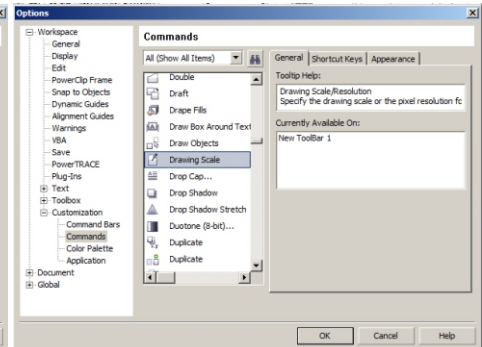 Options
Workspace
General
Display
Edit
PowerClip Frame
Snap to Objects
Dynamic Guides
Alignment Guides
Warnings
VBA
Save
PowerTRACE
Plug-Ins
Text
Toolbox
Customization
Command Bars
Commands
Color Palette
Application
Document
Global
Commands
All (Show All Items)
Double
Draft
Drape Fills
Draw Box Around Text
Draw Objects
Drawing Scale
Drop Cap...
Drop Shadow
Drop Shadow Stretch
Duotone (8-bit)...
Duplicate
Duplicate
General Shortcut Keys Appearance
Tooltip Help:
Drawing Scale/Resolution
Specify the drawing scale or the pixel resolution fo
Currently Available On:
New ToolBar 1
OK Cancel Help